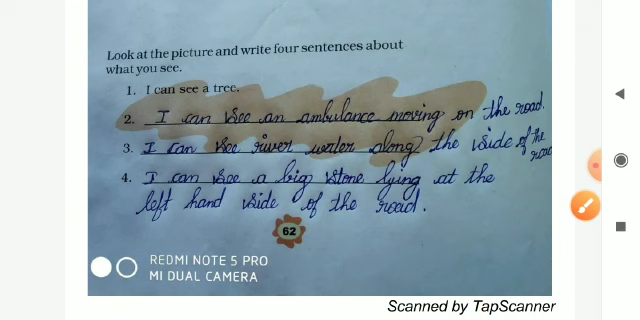 Look at the picture and write four sentences about
what you see.
1. I can see a tree.
2. I can see an ambulance moving on the road.
3. I can see river water along the side of the road
4. I can see a big stone lying at the
left hand side of the road.
62
REDMI NOTE 5 PRO
MI DUAL CAMERA
Scanned by TapScanner